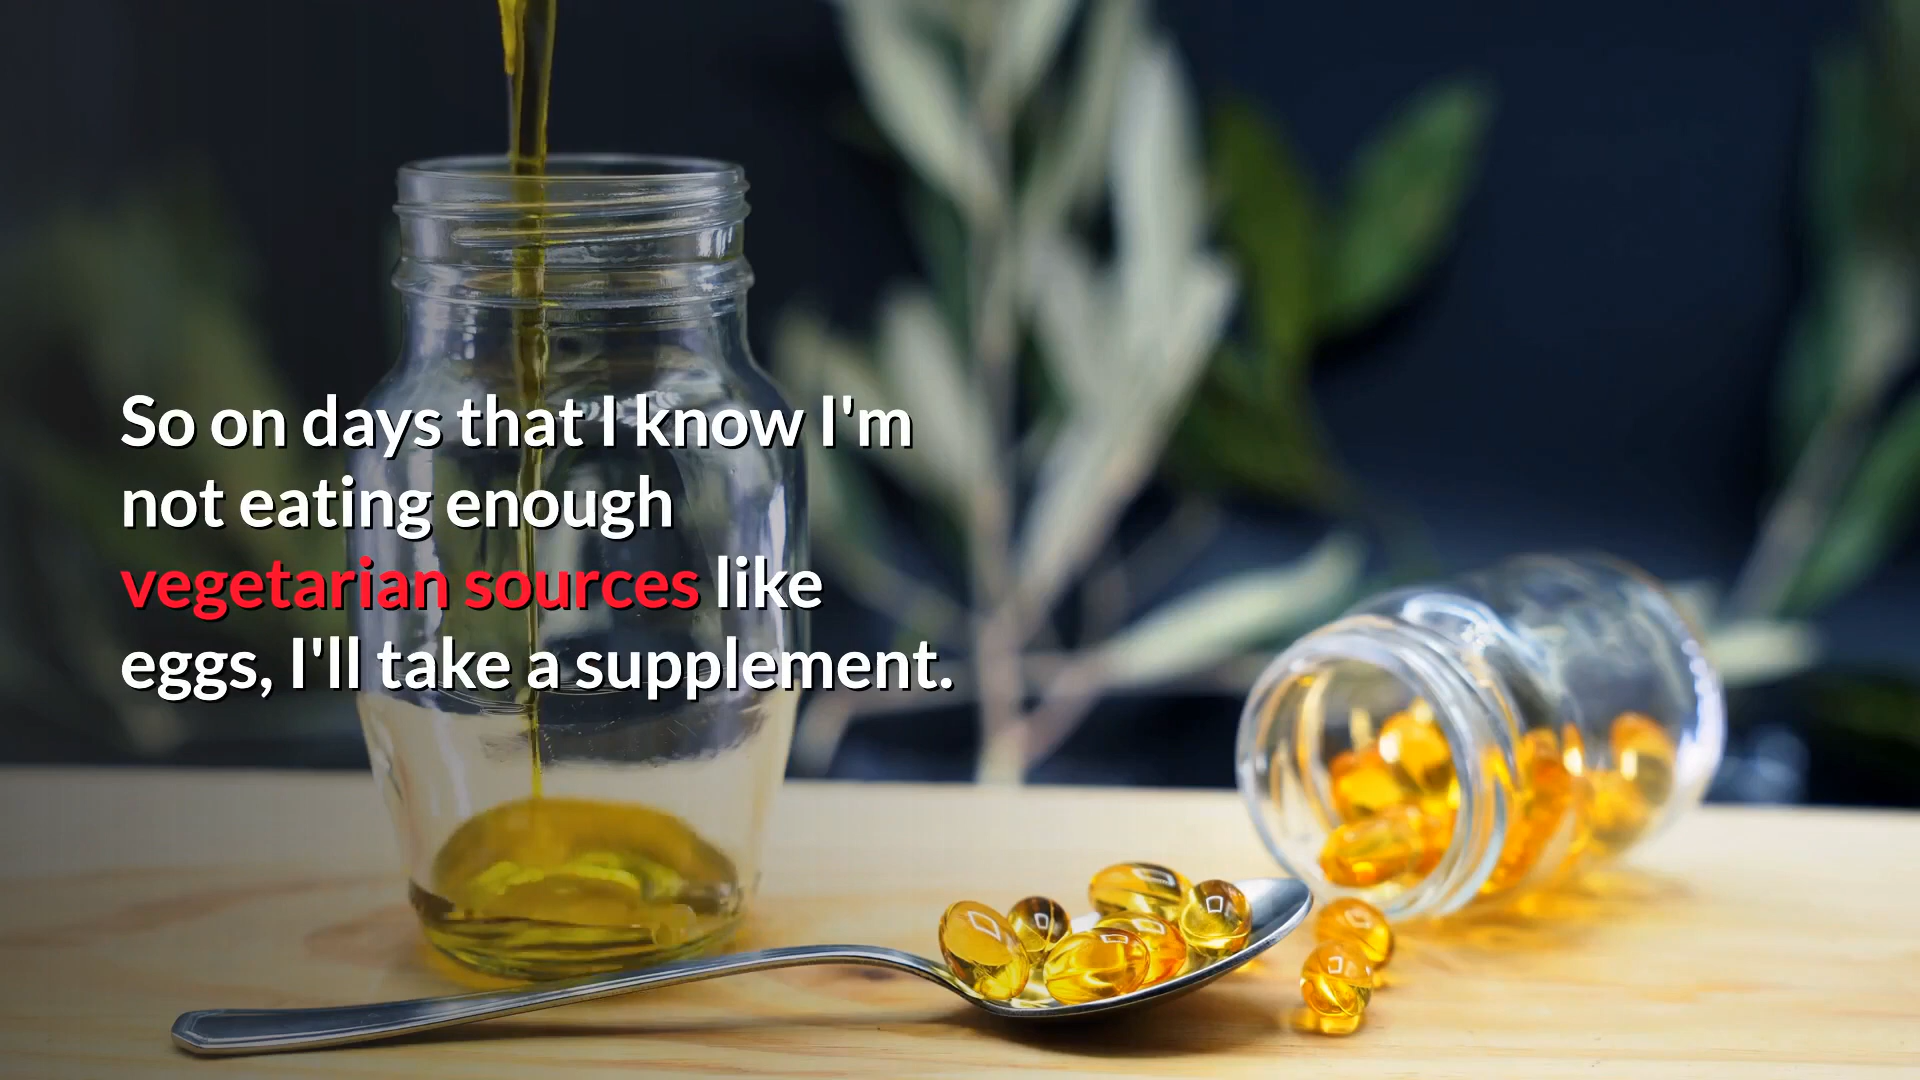 So on days that I know I'm
not eating enough
vegetarian sources like
eggs, I'll take a supplement.